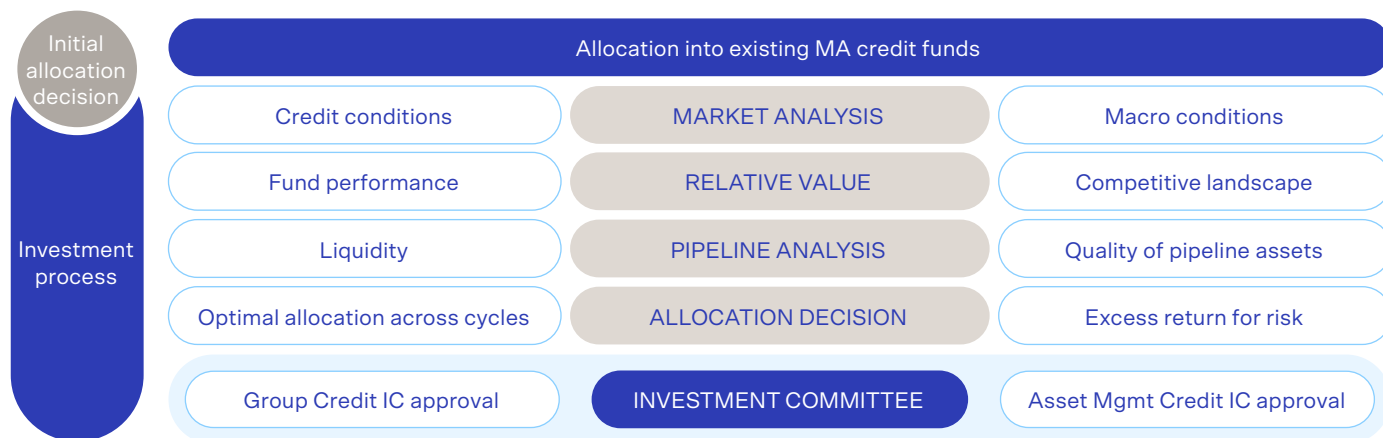 Initial
allocation
decision
Allocation into existing MA credit funds
Credit conditions
MARKET ANALYSIS
Macro conditions
Fund performance
RELATIVE VALUE
Competitive landscape
Investment
process
Liquidity
PIPELINE ANALYSIS
Quality of pipeline assets
Optimal allocation across cycles
ALLOCATION DECISION
Excess return for risk
Group Credit IC approval
INVESTMENT COMMITTEE
Asset Mgmt Credit IC approval